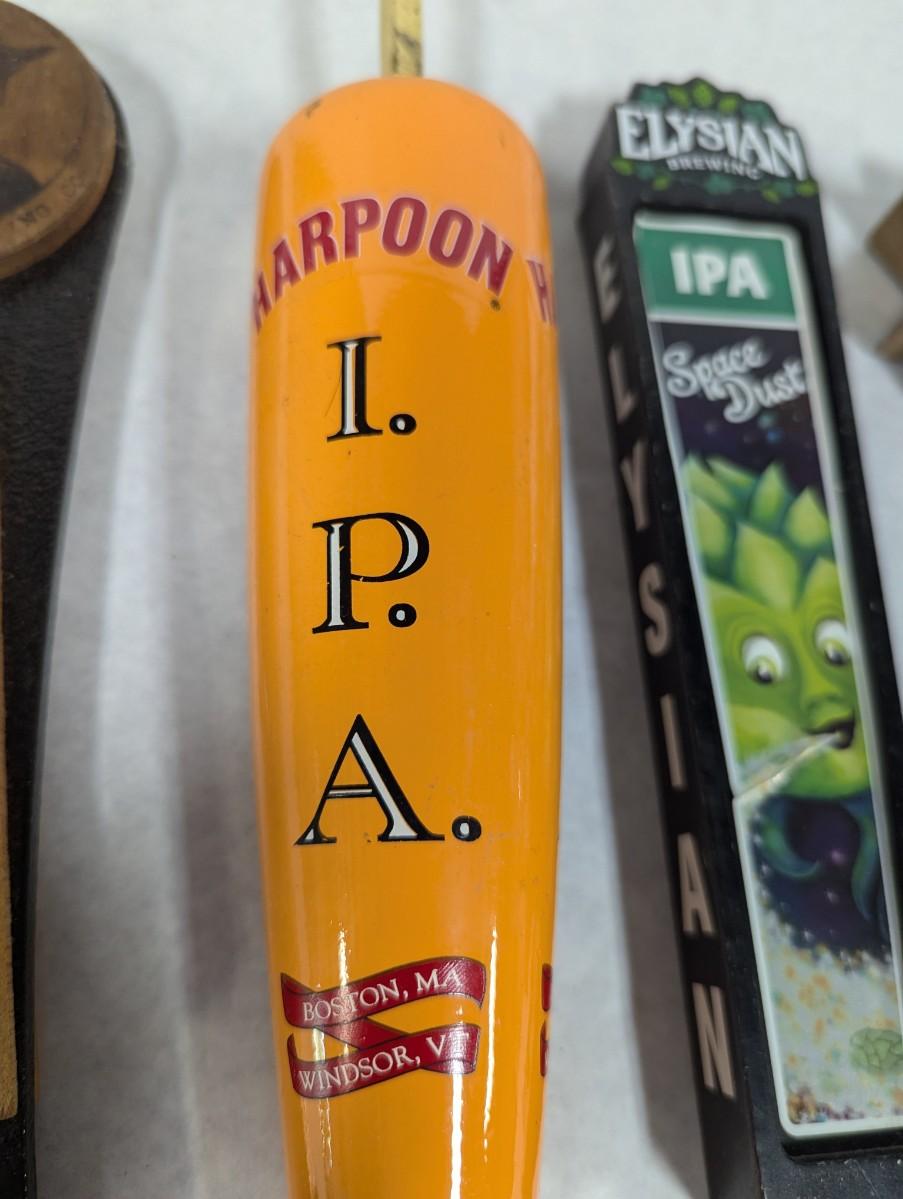 HARPOON
I.
P.
A.
BOSTON, MA
WINDSOR, VT
ELYSIAN
BREWING
IPA
Space
Dust
ELYSIAN